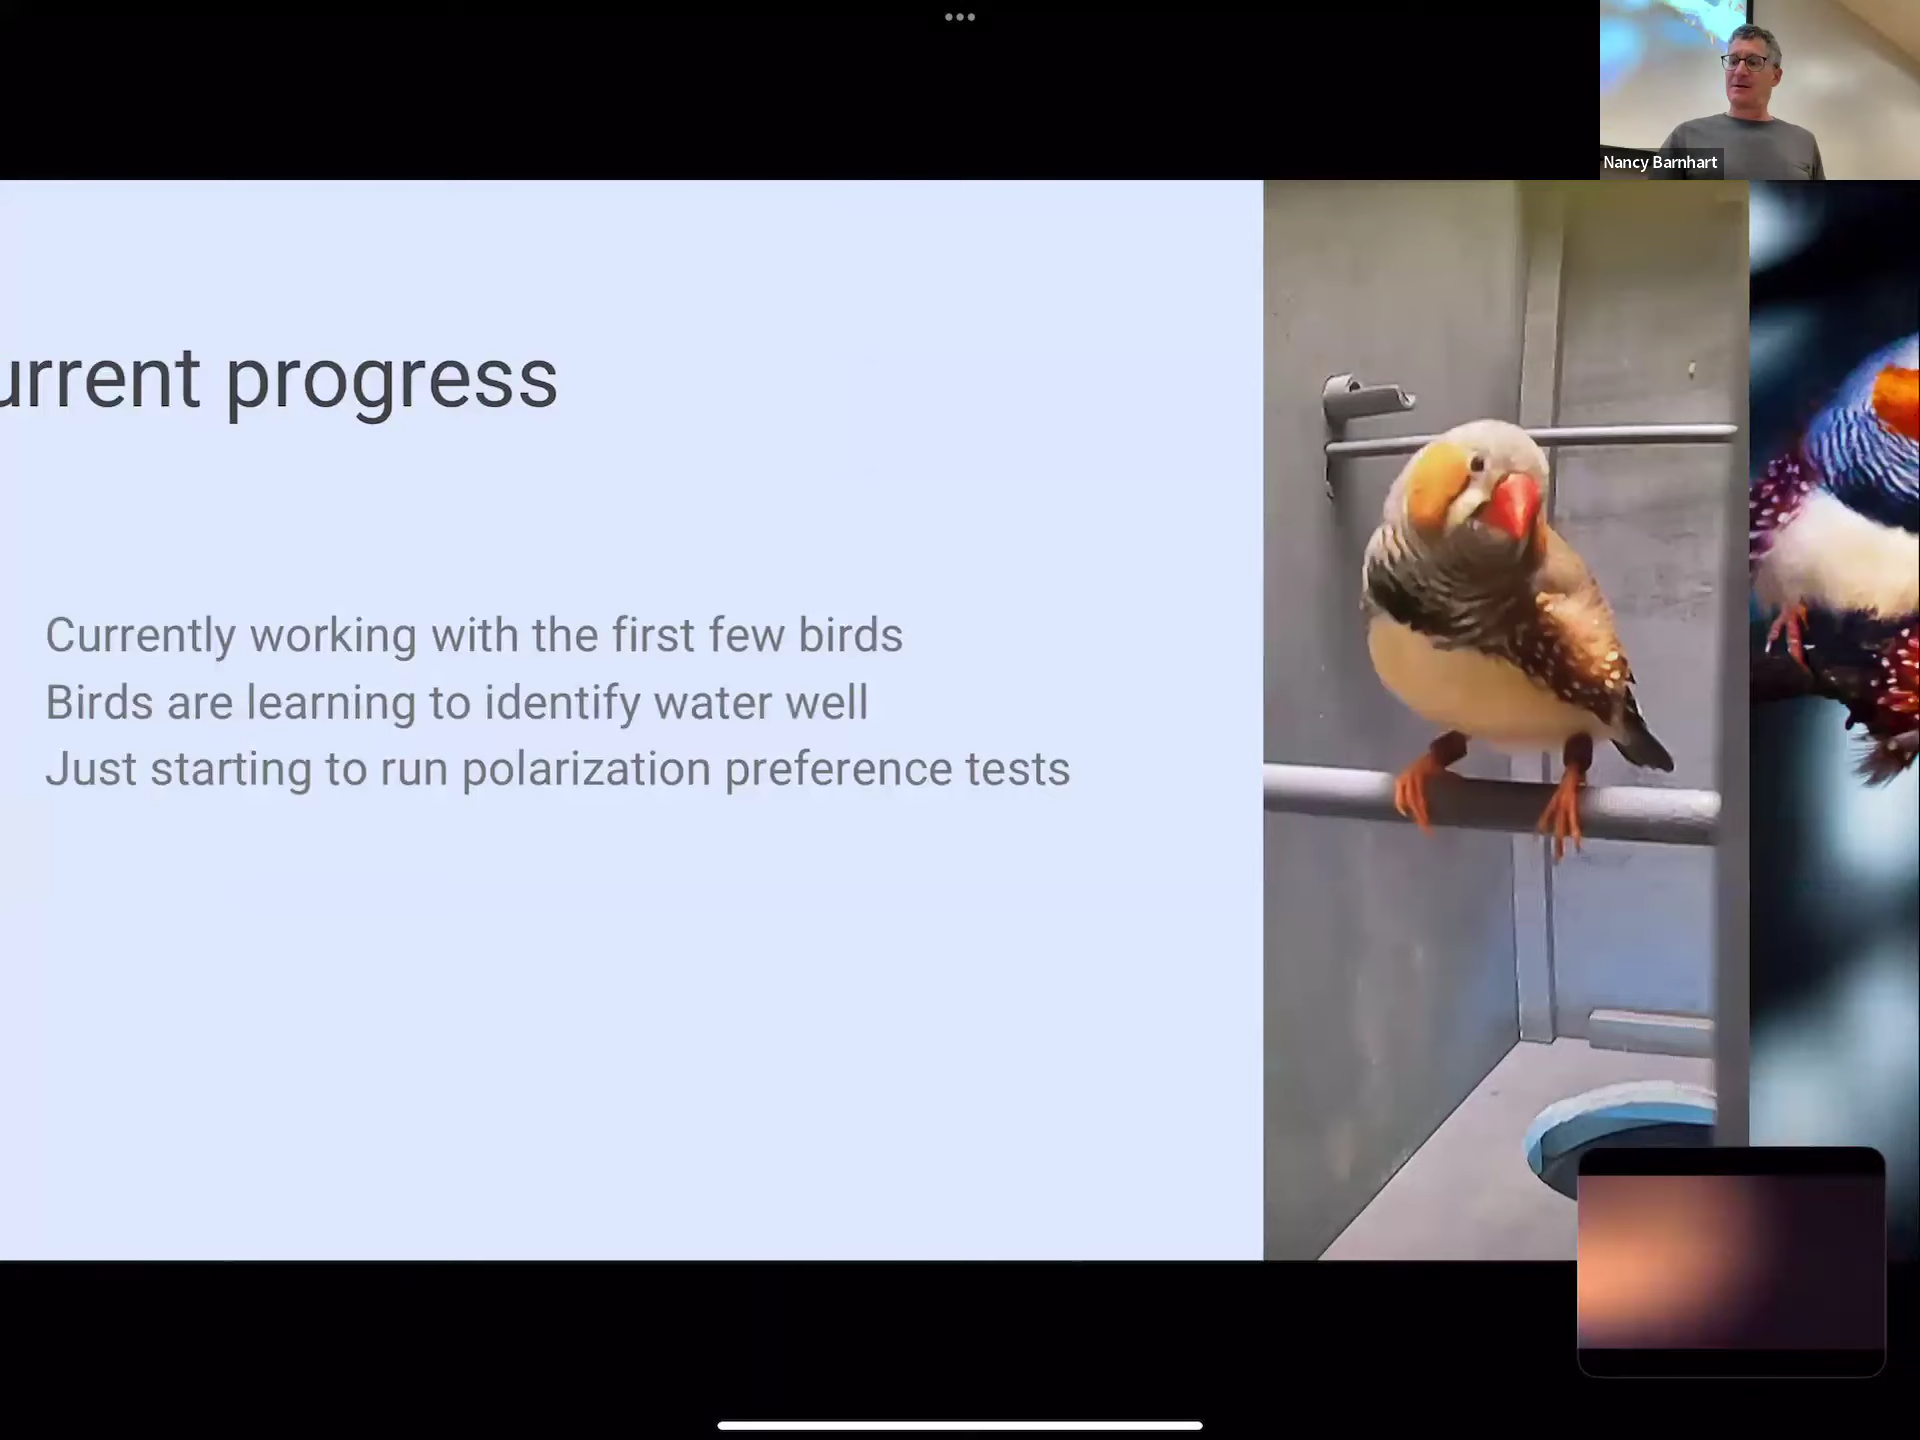 Nancy Barnhart
urrent progress
Currently working with the first few birds
Birds are learning to identify water well
Just starting to run polarization preference tests